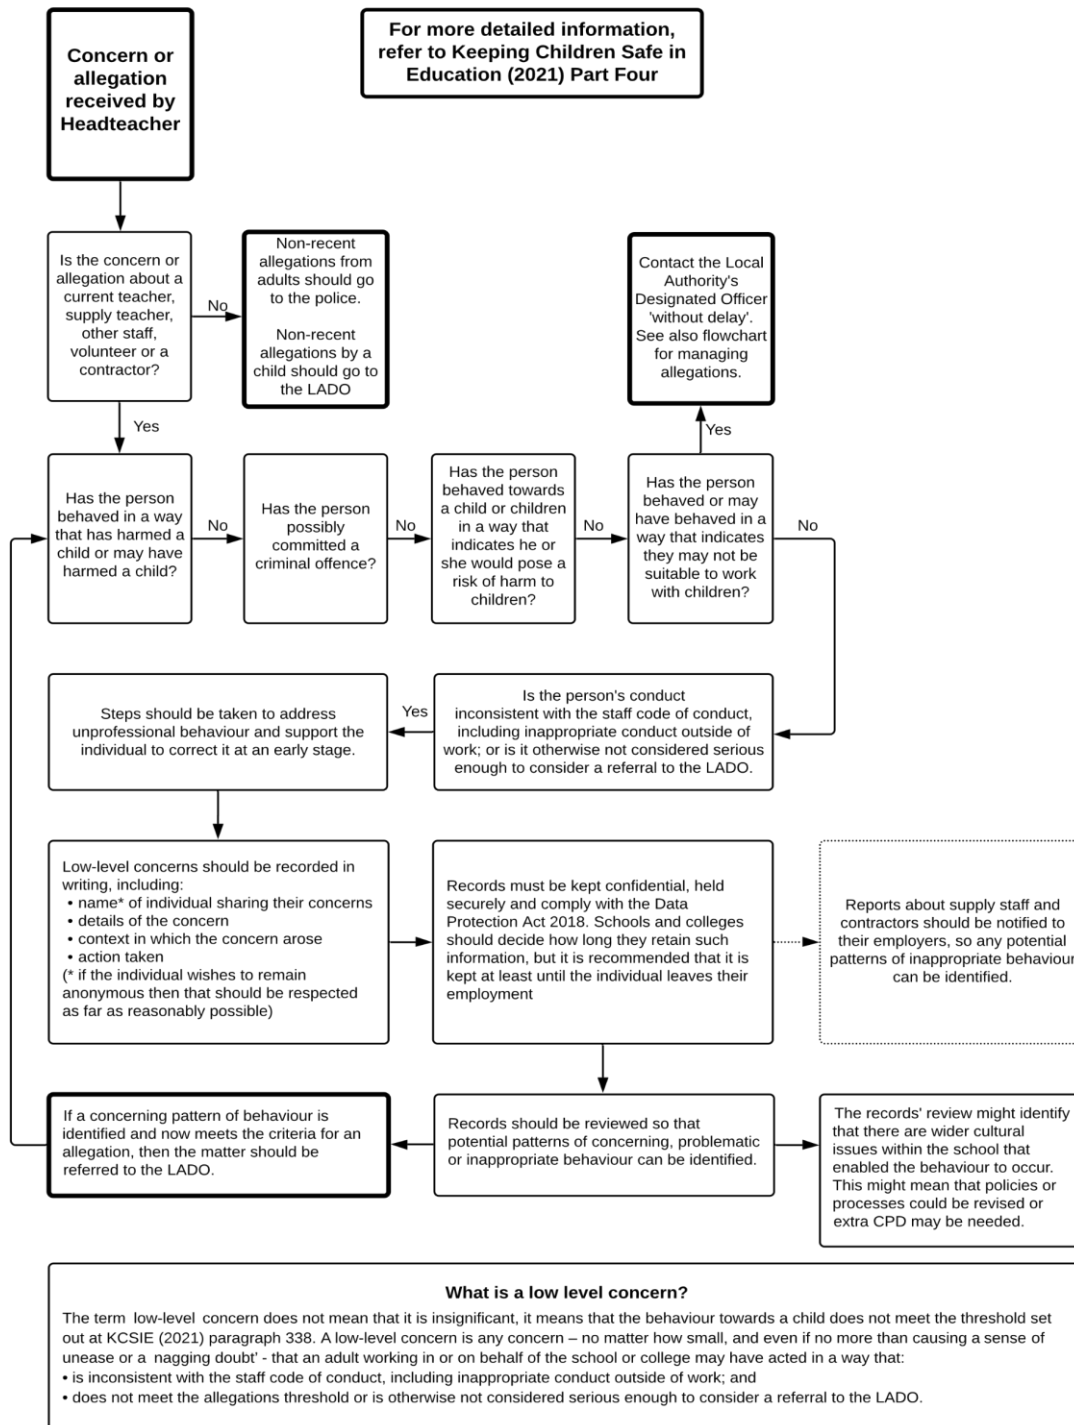 Concern or
allegation
received by
Headteacher
For more detailed information,
refer to Keeping Children Safe in
Education (2021) Part Four
Is the concern or
allegation about a
current teacher,
supply teacher,
other staff,
volunteer or a
contractor?
No
Non-recent
allegations from
adults should go
to the police.
Non-recent
allegations by a
child should go to
the LADO
Contact the Local
Authority's
Designated Officer
'without delay'.
See also flowchart
for managing
allegations.
Yes
Yes
Has the person
behaved in a way
that has harmed a
child or may have
harmed a child?
No
Has the person
possibly
committed a
criminal offence?
No
Has the person
behaved towards
a child or children
in a way that
indicates he or
she would pose a
risk of harm to
children?
No
Has the person
behaved or may
have behaved in a
way that indicates
they may not be
suitable to work
with children?
No
Is the person's conduct
inconsistent with the staff code of conduct,
including inappropriate conduct outside of
work; or is it otherwise not considered serious
enough to consider a referral to the LADO.
Yes
Steps should be taken to address
unprofessional behaviour and support the
individual to correct it at an early stage.
Low-level concerns should be recorded in
writing, including:
• name* of individual sharing their concerns
• details of the concern
• context in which the concern arose
• action taken
(* if the individual wishes to remain
anonymous then that should be respected
as far as reasonably possible)
Records must be kept confidential, held
securely and comply with the Data
Protection Act 2018. Schools and colleges
should decide how long they retain such
information, but it is recommended that it is
kept at least until the individual leaves their
employment
Reports about supply staff and
contractors should be notified to
their employers, so any potential
patterns of inappropriate behaviour
can be identified.
If a concerning pattern of behaviour is
identified and now meets the criteria for an
allegation, then the matter should be
referred to the LADO.
Records should be reviewed so that
potential patterns of concerning, problematic
or inappropriate behaviour can be identified.
The records' review might identify
that there are wider cultural
issues within the school that
enabled the behaviour to occur.
This might mean that policies or
processes could be revised or
extra CPD may be needed.
What is a low level concern?
The term low-level concern does not mean that it is insignificant, it means that the behaviour towards a child does not meet the threshold set
out at KCSIE (2021) paragraph 338. A low-level concern is any concern – no matter how small, and even if no more than causing a sense of
unease or a nagging doubt' - that an adult working in or on behalf of the school or college may have acted in a way that:
• is inconsistent with the staff code of conduct, including inappropriate conduct outside of work; and
• does not meet the allegations threshold or is otherwise not considered serious enough to consider a referral to the LADO.